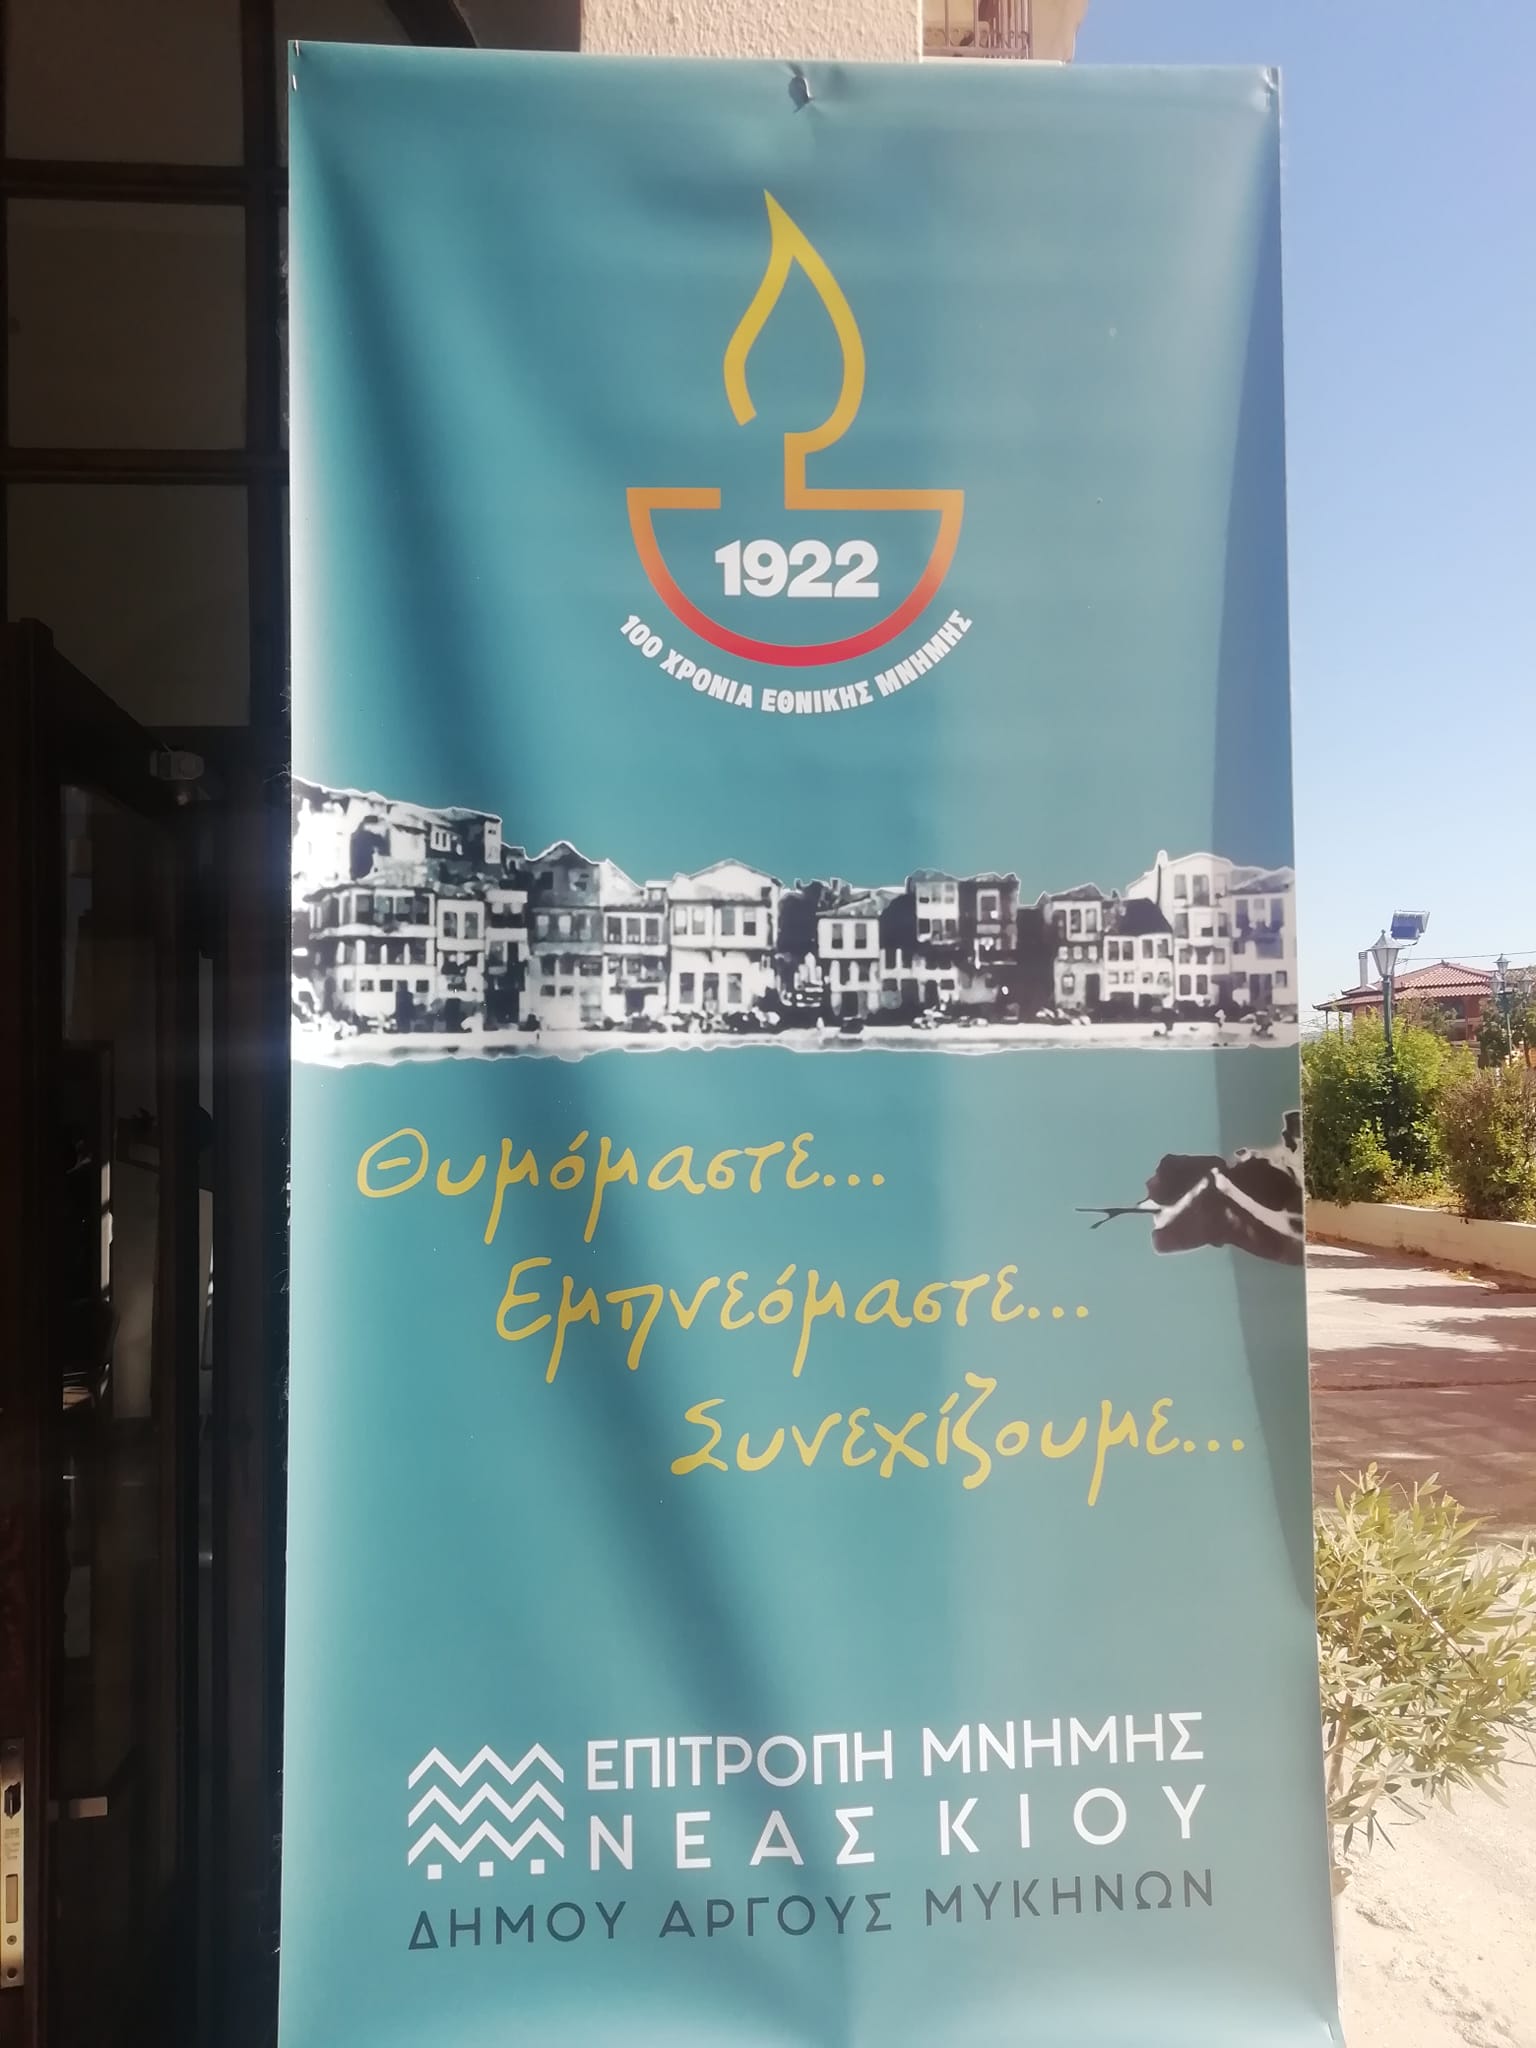 1922
100 ΧΡΟΝΙΑ ΕΘΝΙΚΗΣ ΜΝΗΜΗΣ
Θυμόμαστε...
Εμπνεόμαστε...
Συνεχίζουμε...
ΕΠΙΤΡΟΠΗ ΜΝΗΜΗΣ
ΝΕΑΣ ΚΙΟΥ
ΔΗΜΟΥ ΑΡΓΟΥΣ ΜΥΚΗΝΩΝ